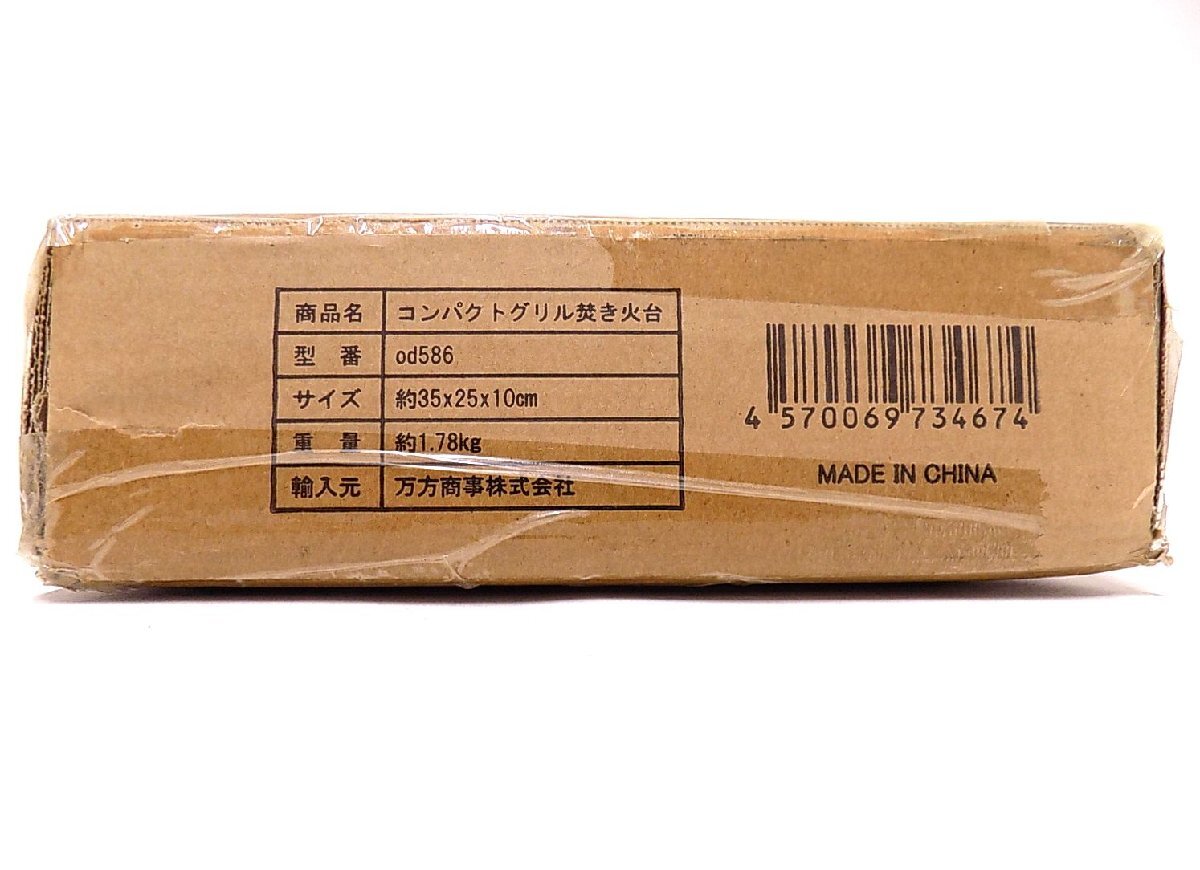 商品名 コンパクトグリル焚き火台
型番 od586
サイズ 約35x25x10cm
重量 約1.78kg
輸入元 万方商事株式会社
4 570069 734674
MADE IN CHINA